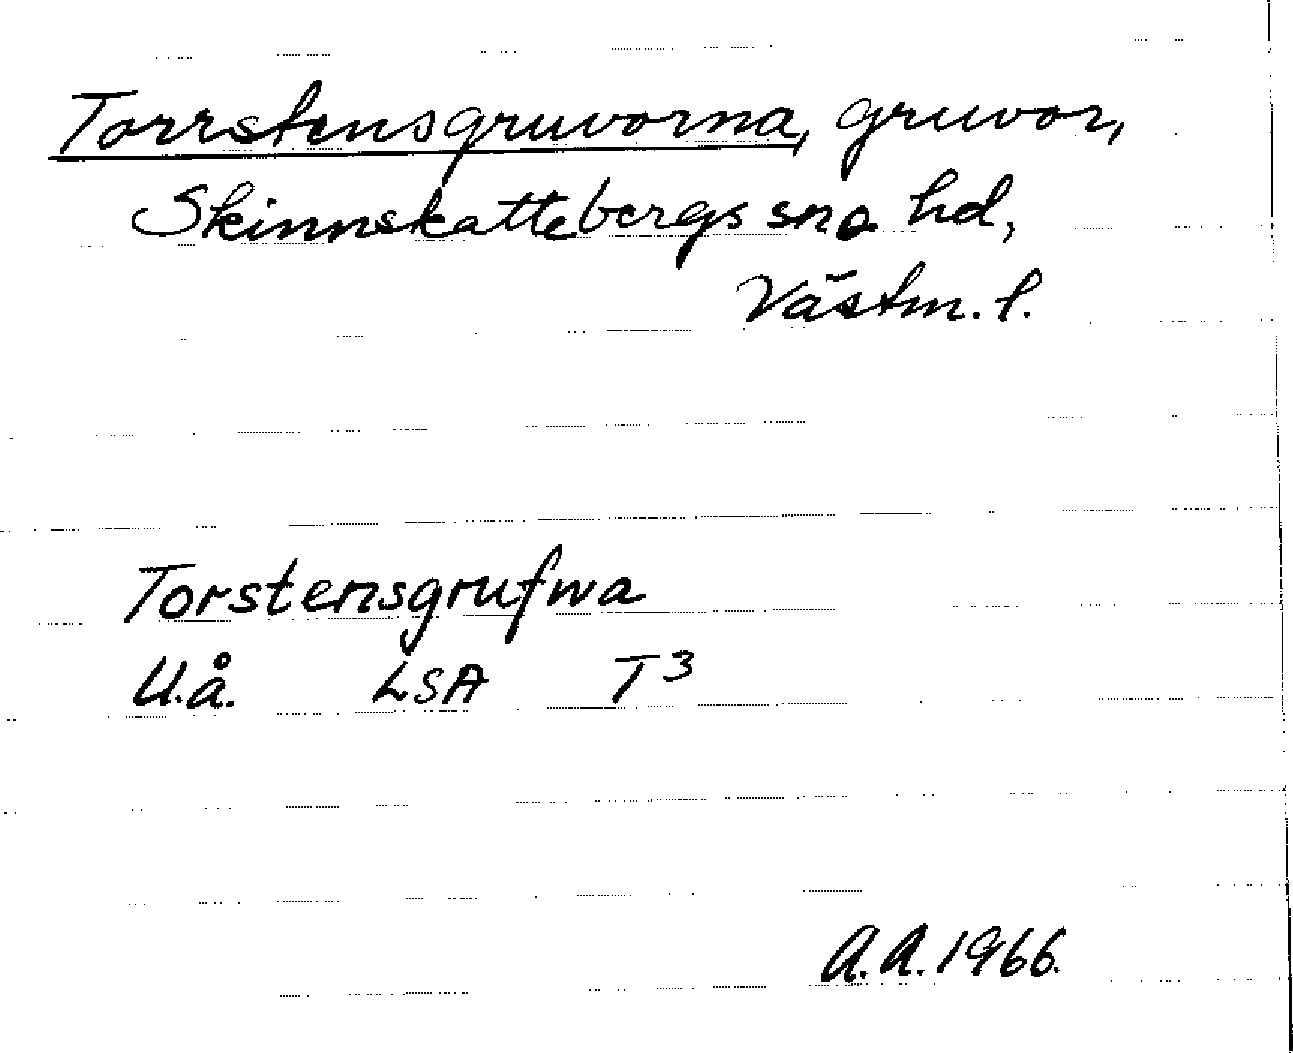 Torrstensgruvorna, gruvor,
Skinnskattebergs sn o hd,
Västm. l.
Torstensgrufwa
U.å. LSA T³
A.A. 1966.